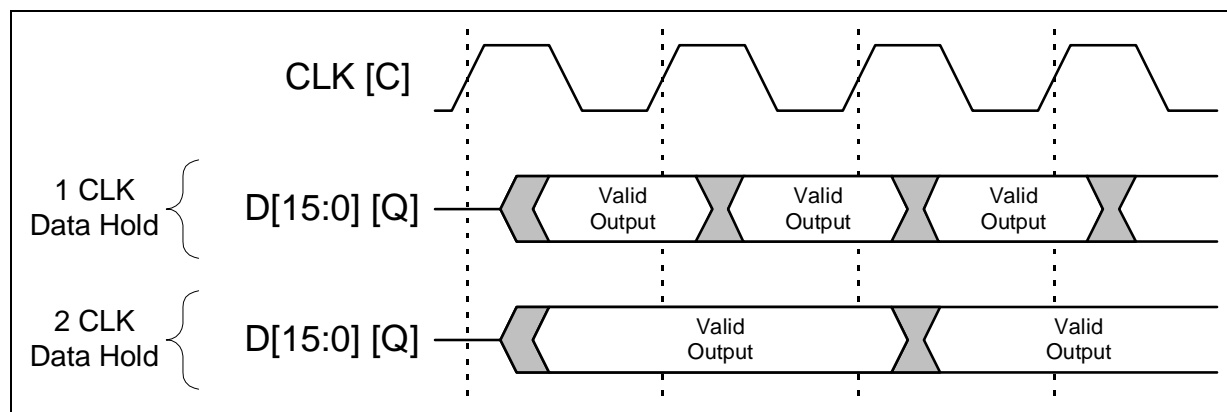 CLK [C]
1 CLK
Data Hold
D[15:0] [Q]
Valid
Output
Valid
Output
Valid
Output
2 CLK
Data Hold
D[15:0] [Q]
Valid
Output
Valid
Output